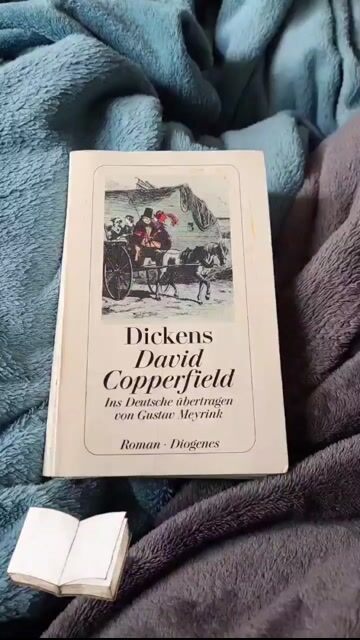 Dickens
David
Copperfield
Ins Deutsche übertragen
von Gustav Meyrink
Roman · Diogenes